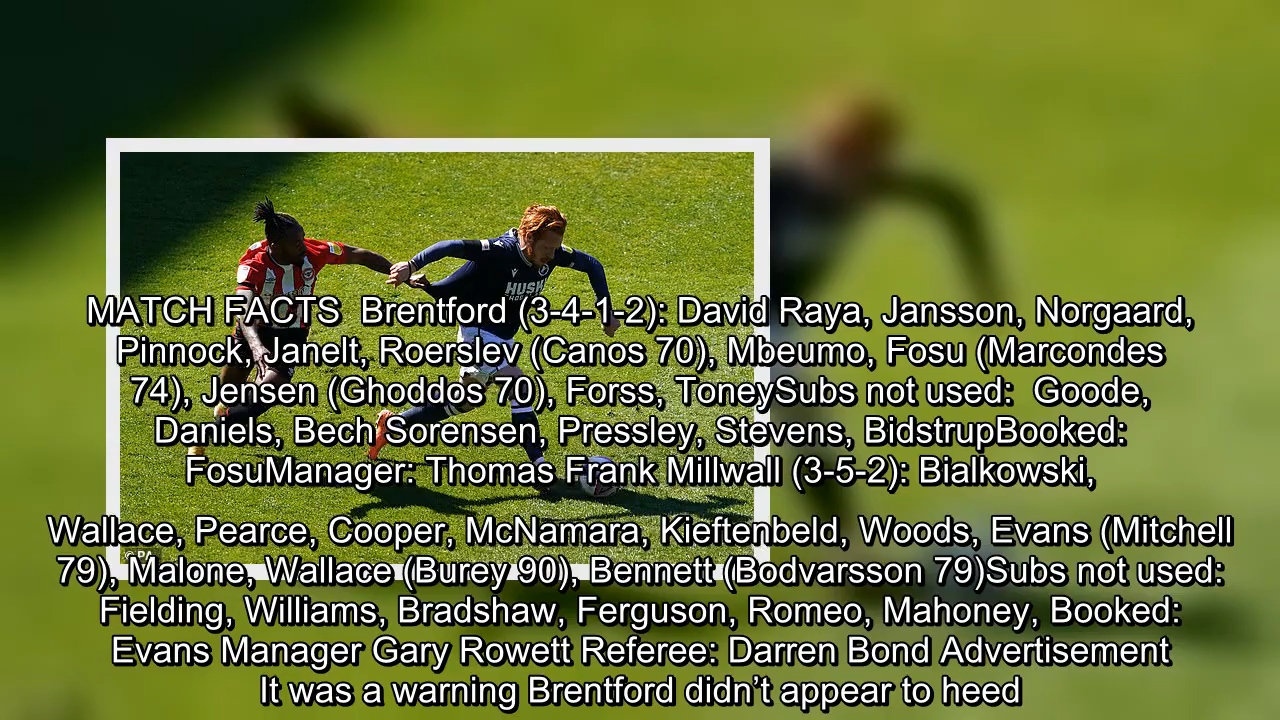 HUSKI
MATCH FACTS  Brentford (3-4-1-2): David Raya, Jansson, Norgaard,
Pinnock, Janelt, Roerslev (Canos 70), Mbeumo, Fosu (Marcondes
74), Jensen (Ghoddos 70), Forss, ToneySubs not used:  Goode,
Daniels, Bech Sorensen, Pressley, Stevens, BidstrupBooked:
FosuManager: Thomas Frank Millwall (3-5-2): Bialkowski,
Wallace, Pearce, Cooper, McNamara, Kieftenbeld, Woods, Evans (Mitchell
© PA
79), Malone, Wallace (Burey 90), Bennett (Bodvarsson 79)Subs not used:
Fielding, Williams, Bradshaw, Ferguson, Romeo, Mahoney, Booked:
Evans Manager Gary Rowett Referee: Darren Bond Advertisement
It was a warning Brentford didn’t appear to heed